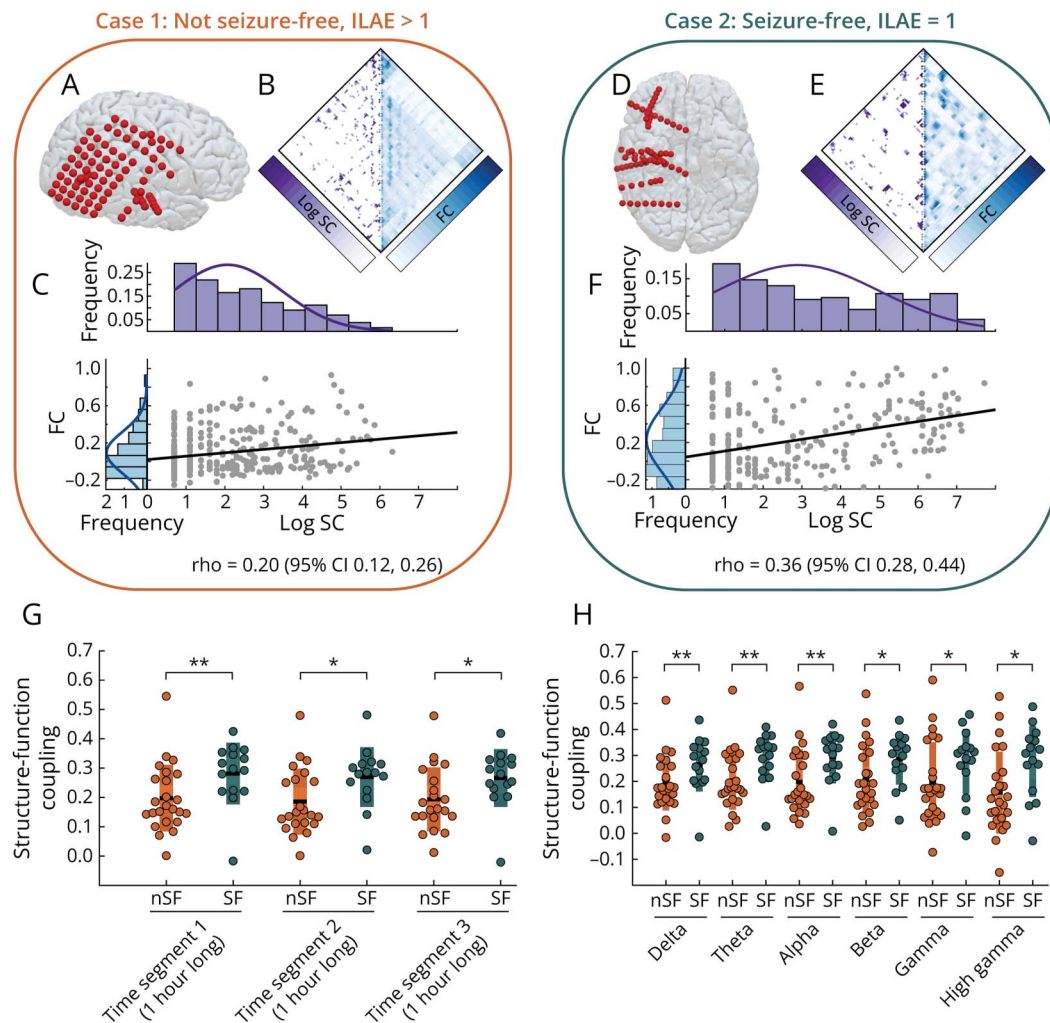 Case 1: Not seizure-free, ILAE > 1
Case 2: Seizure-free, ILAE = 1
A
B
Log SC
FC
D
E
Log SC
FC
C
Frequency
0.25
0.15
0.05
FC
1.0
0.6
0.2
−0.2
2 1 0
1 2 3 4 5 6 7
Frequency
Log SC
rho = 0.20 (95% CI 0.12, 0.26)
F
Frequency
0.15
0.05
FC
1.0
0.6
0.2
−0.2
1 0
1 2 3 4 5 6 7
Frequency
Log SC
rho = 0.36 (95% CI 0.28, 0.44)
G
Structure-function
coupling
0.7
0.6
0.5
0.4
0.3
0.2
0.1
0.0
** * *
nSF SF nSF SF nSF SF
Time segment 1
(1 hour long)
Time segment 2
(1 hour long)
Time segment 3
(1 hour long)
H
Structure-function
coupling
0.7
0.6
0.5
0.4
0.3
0.2
0.1
0.0
−0.1
** ** ** * * *
nSF SF nSF SF nSF SF nSF SF nSF SF nSF SF
Delta
Theta
Alpha
Beta
Gamma
High gamma